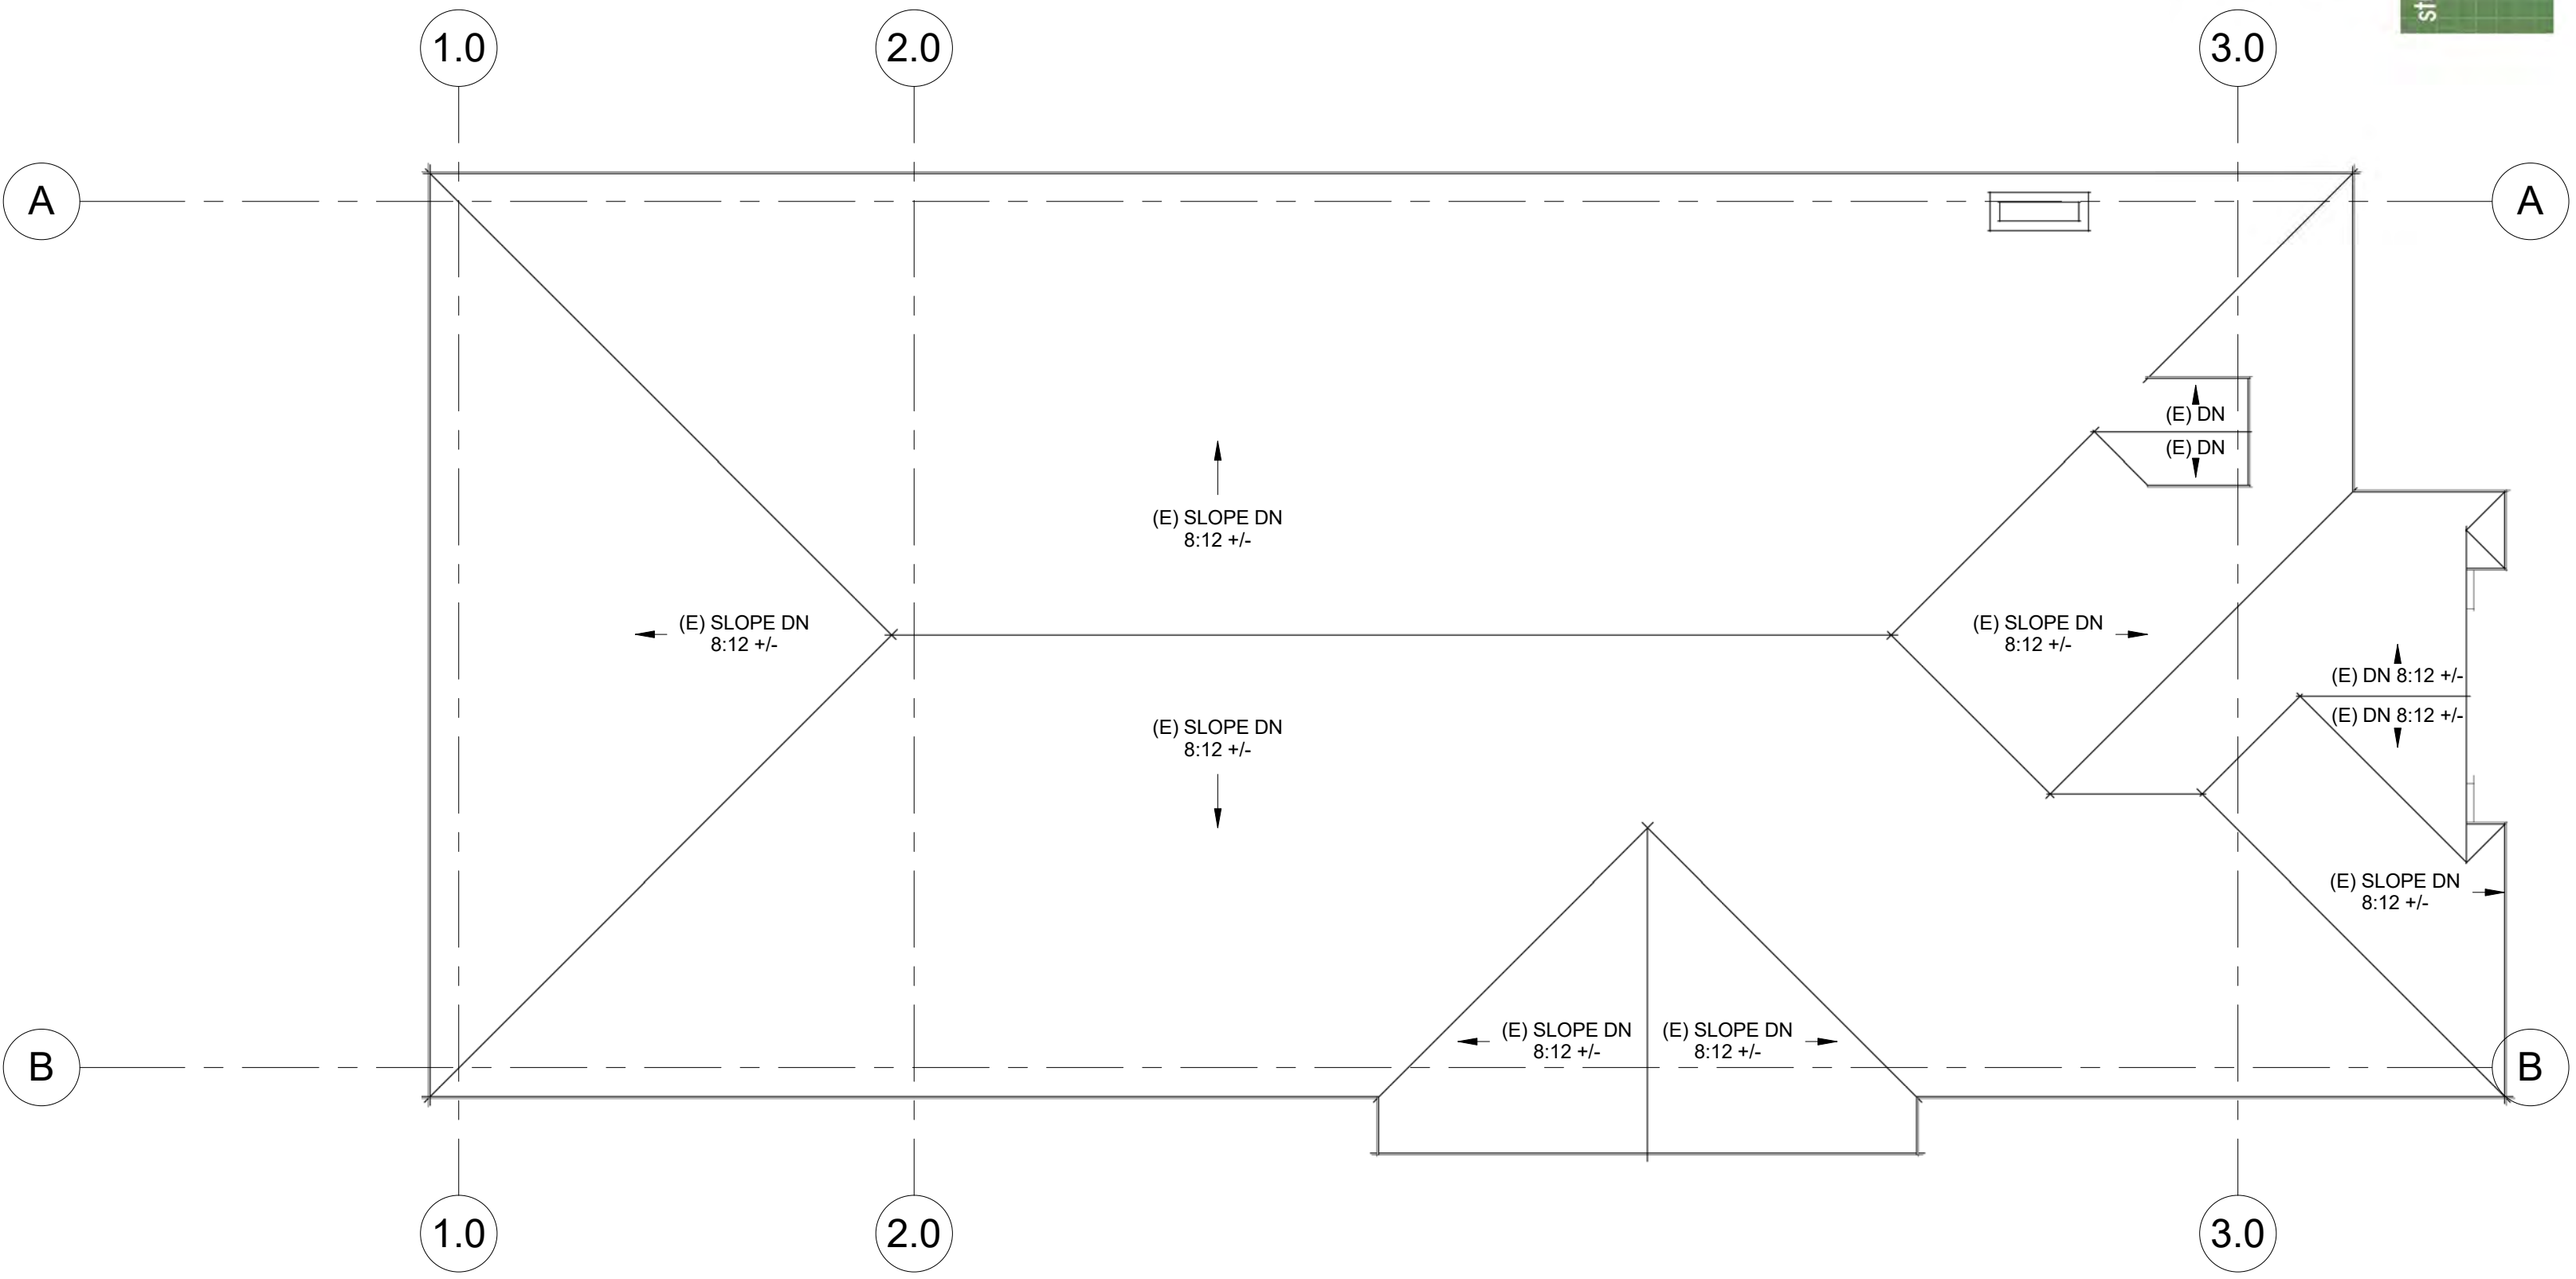 st
1.0
2.0
3.0
A
A
(E) DN
(E) DN
(E) SLOPE DN
8:12 +/-
(E) SLOPE DN
8:12 +/-
(E) SLOPE DN
8:12 +/-
(E) DN 8:12 +/-
(E) DN 8:12 +/-
(E) SLOPE DN
8:12 +/-
(E) SLOPE DN
8:12 +/-
(E) SLOPE DN
8:12 +/-
(E) SLOPE DN
8:12 +/-
B
B
1.0
2.0
3.0